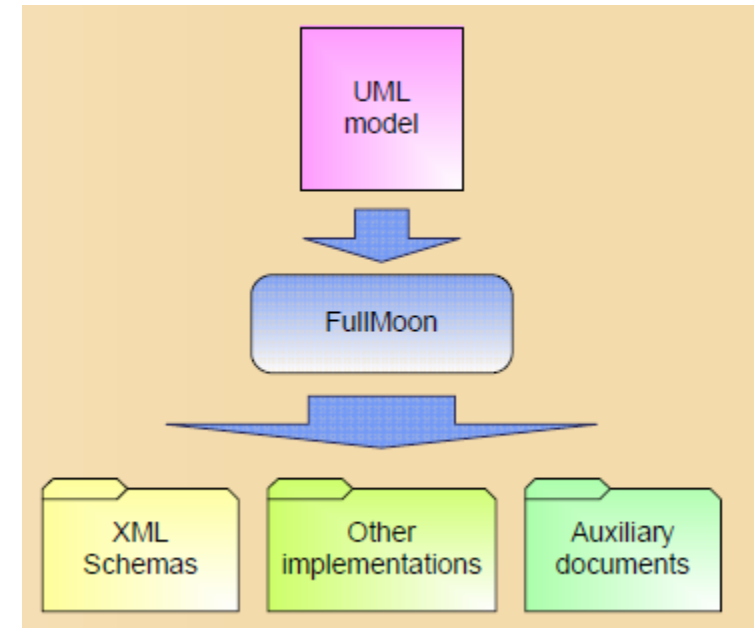 UML
model
FullMoon
XML
Schemas
Other
implementations
Auxiliary
documents